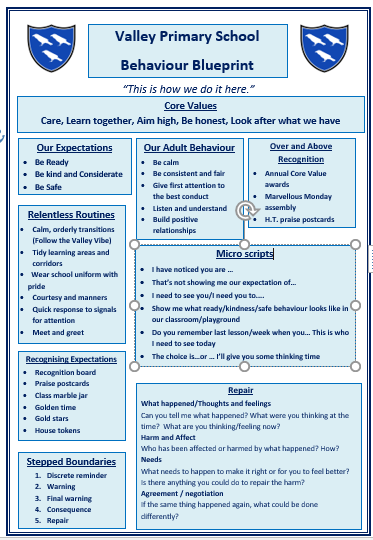 Valley Primary School
Behaviour Blueprint
“This is how we do it here.”
Core Values
Care, Learn together, Aim high, Be honest, Look after what we have
Our Expectations
• Be Ready
• Be kind and Considerate
• Be Safe
Our Adult Behaviour
• Be calm
• Be consistent and fair
• Give first attention to
the best conduct
• Listen and understand
• Build positive
relationships
Over and Above
Recognition
• Annual Core Value
awards
• Marvellous Monday
assembly
• H.T. praise postcards
Relentless Routines
• Calm, orderly transitions
(Follow the Valley Vibe)
• Tidy learning areas and
corridors
• Wear school uniform with
pride
• Courtesy and manners
• Quick response to signals
for attention
• Meet and greet
Micro scripts
• I have noticed you are ...
• That’s not showing me our expectation of...
• I need to see you/I need you to.....
• Show me what ready/kindness/safe behaviour looks like in
our classroom/playground
• Do you remember last lesson/week when you... This is who
I need to see today
• The choice is...or ... I’ll give you some thinking time
Recognising Expectations
• Recognition board
• Praise postcards
• Class marble jar
• Golden time
• Gold stars
• House tokens
Stepped Boundaries
1. Discrete reminder
2. Warning
3. Final warning
4. Consequence
5. Repair
Repair
What happened/Thoughts and feelings
Can you tell me what happened? What were you thinking at the
time? What are you thinking/feeling now?
Harm and Affect
Who has been affected or harmed by what happened? How?
Needs
What needs to happen to make it right or for you to feel better?
Is there anything you could do to repair the harm?
Agreement / negotiation
If the same thing happened again, what could be done
differently?